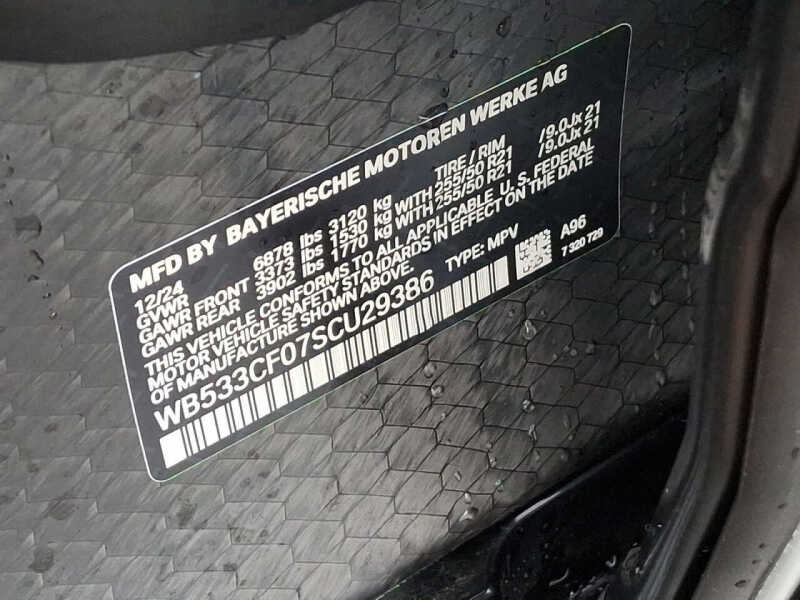 MFD BY BAYERISCHE MOTOREN WERKE AG
12/24 TIRE / RIM
GVWR 6878 lbs 3120 kg
GAWR FRONT 3373 lbs 1530 kg WITH 255/50 R21 /9.0Jx 21
GAWR REAR 3902 lbs 1770 kg WITH 255/50 R21 /9.0Jx 21
THIS VEHICLE CONFORMS TO ALL APPLICABLE U. S. FEDERAL
MOTOR VEHICLE SAFETY STANDARDS IN EFFECT ON THE DATE
OF MANUFACTURE SHOWN ABOVE.
WB533CF07SCU29386 TYPE: MPV A96
7 320 729